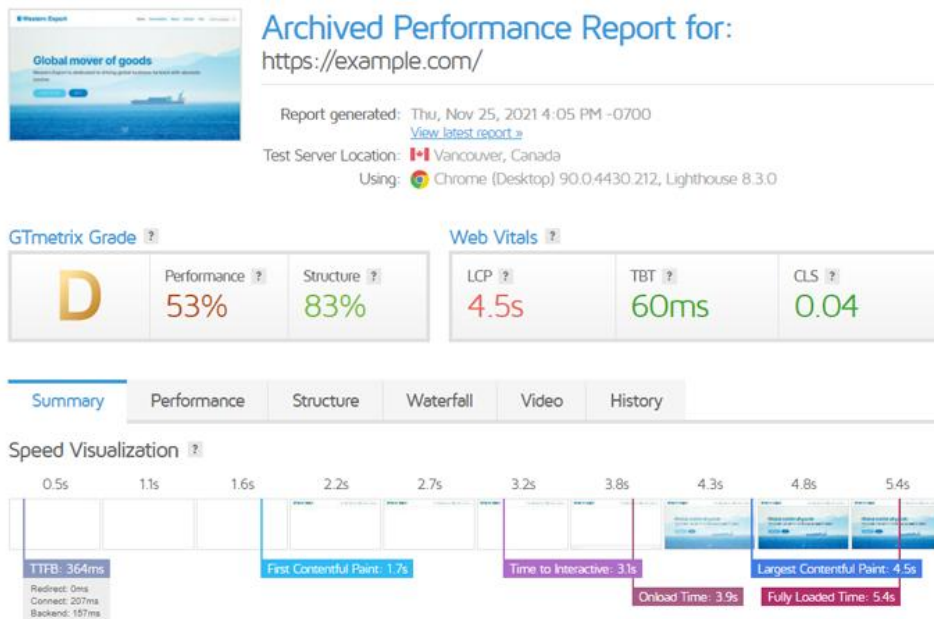 Western Export
Global mover of goods
Archived Performance Report for:
https://example.com/
Report generated: Thu, Nov 25, 2021 4:05 PM -0700
View latest report »
Test Server Location: Vancouver, Canada
Using: Chrome (Desktop) 90.0.4430.212, Lighthouse 8.3.0
GTmetrix Grade ?
Web Vitals ?
D
Performance ?
53%
Structure ?
83%
LCP ?
4.5s
TBT ?
60ms
CLS ?
0.04
Summary Performance Structure Waterfall Video History
Speed Visualization ?
0.5s 1.1s 1.6s 2.2s 2.7s 3.2s 3.8s 4.3s 4.8s 5.4s
TTFB: 364ms
First Contentful Paint: 1.7s
Time to Interactive: 3.1s
Largest Contentful Paint: 4.5s
Redirect: 0ms
Connect: 207ms
Backend: 157ms
Onload Time: 3.9s
Fully Loaded Time: 5.4s